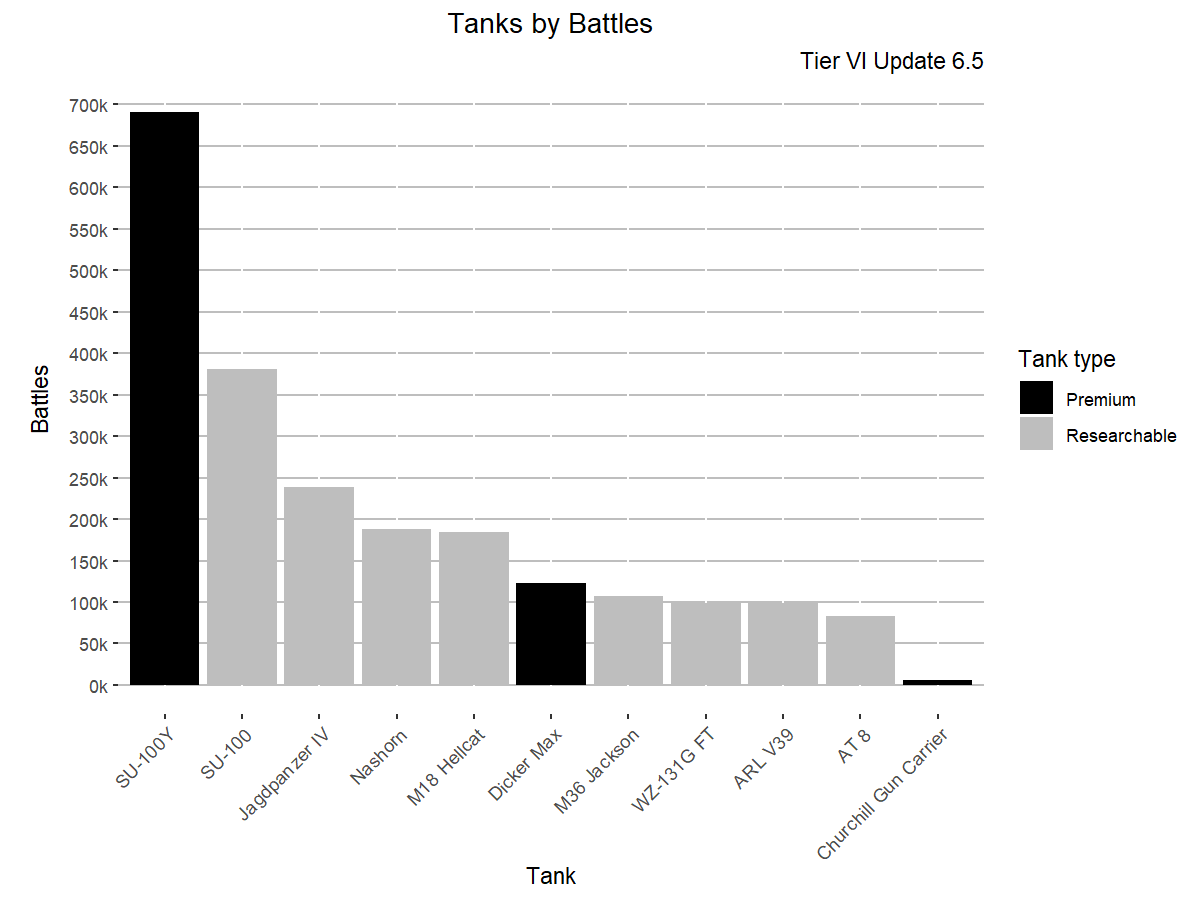 Tanks by Battles
Tier VI Update 6.5
700k
650k
600k
550k
500k
450k
400k
350k
300k
250k
200k
150k
100k
50k
0k
Battles
SU-100Y
SU-100
Jagdpanzer IV
Nashorn
M18 Hellcat
Dicker Max
M36 Jackson
WZ-131G FT
ARL V39
AT 8
Churchill Gun Carrier
Tank
Tank type
Premium
Researchable